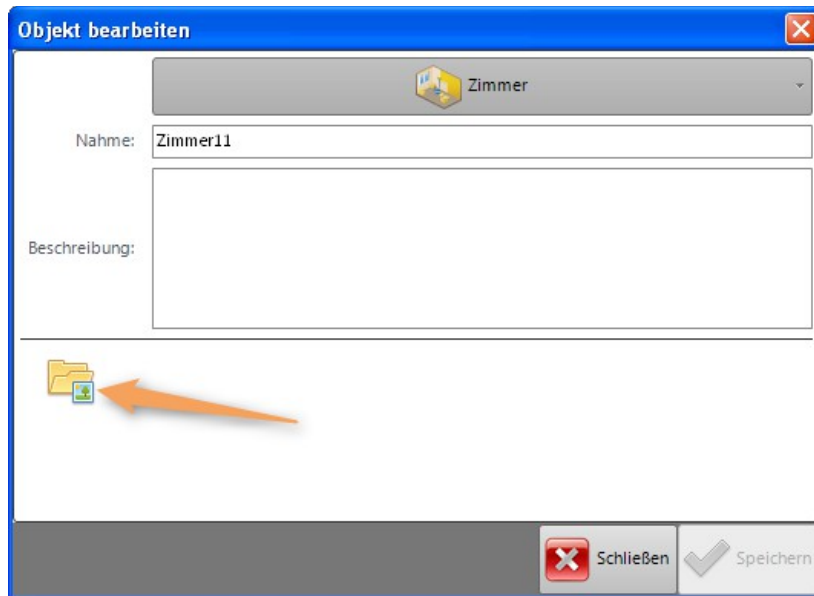 Objekt bearbeiten
Zimmer
Nahme: Zimmer11
Beschreibung:
Schließen Speichern